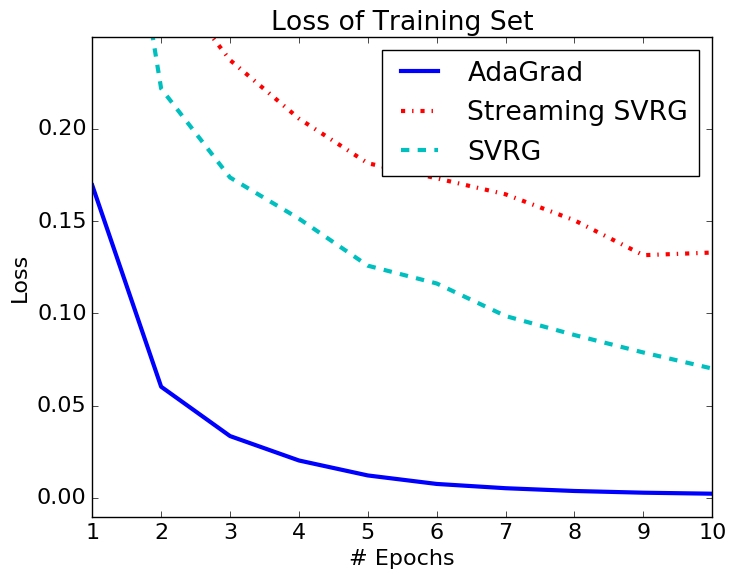 Loss of Training Set
AdaGrad
Streaming SVRG
SVRG
0.20
0.15
0.10
0.05
0.00
Loss
1 2 3 4 5 6 7 8 9 10
# Epochs